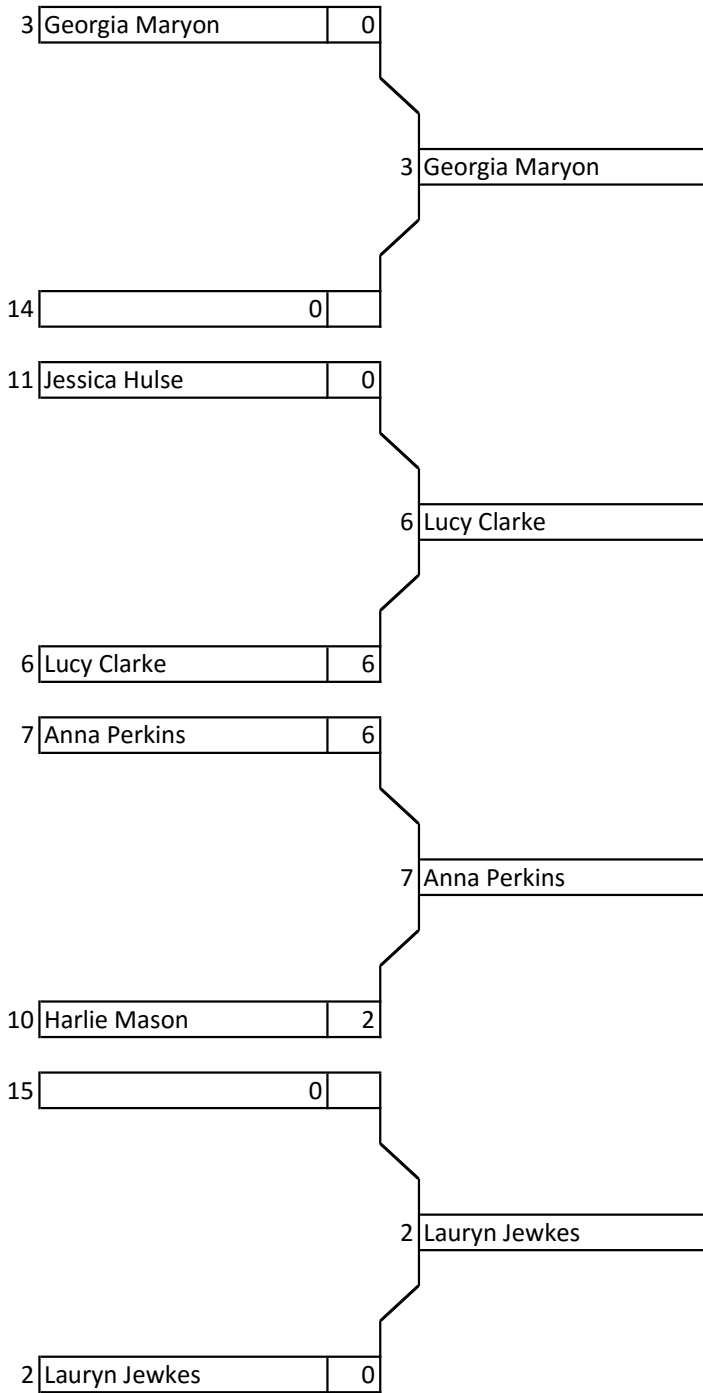 3 Georgia Maryon 0
3 Georgia Maryon
14 0
11 Jessica Hulse 0
6 Lucy Clarke
6 Lucy Clarke 6
7 Anna Perkins 6
7 Anna Perkins
10 Harlie Mason 2
15 0
2 Lauryn Jewkes
2 Lauryn Jewkes 0